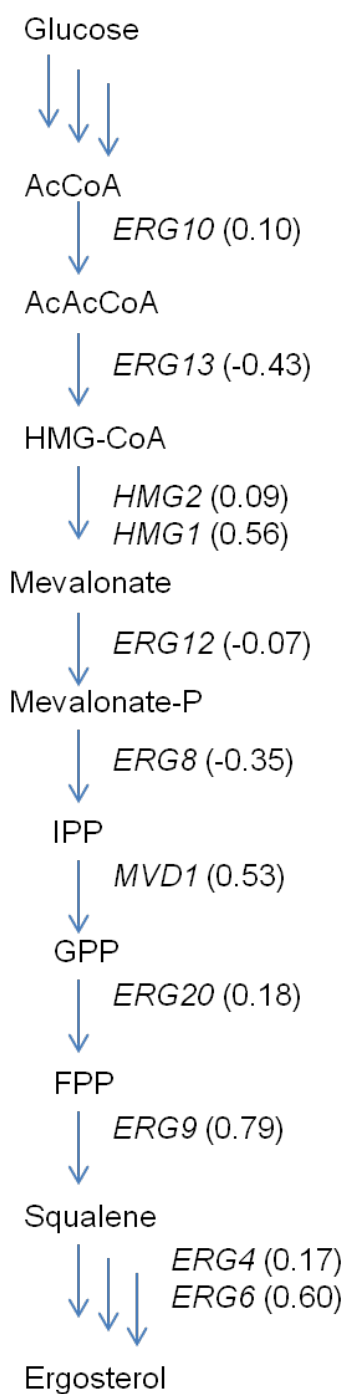 Glucose
AcCoA
ERG10 (0.10)
AcAcCoA
ERG13 (-0.43)
HMG-CoA
HMG2 (0.09)
HMG1 (0.56)
Mevalonate
ERG12 (-0.07)
Mevalonate-P
ERG8 (-0.35)
IPP
MVD1 (0.53)
GPP
ERG20 (0.18)
FPP
ERG9 (0.79)
Squalene
ERG4 (0.17)
ERG6 (0.60)
Ergosterol